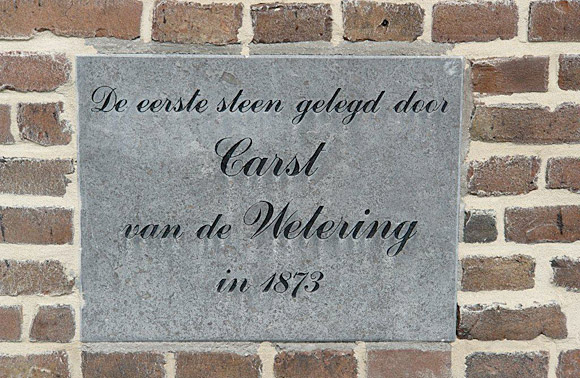 De eerste steen gelegd door
Carst
van de Wetering
in 1873